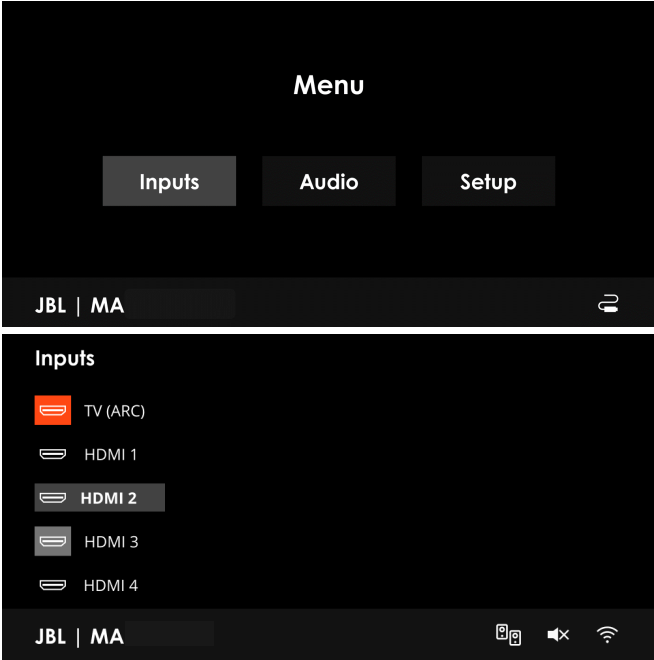 Menu
Inputs Audio Setup
JBL | MA
Inputs
TV (ARC)
HDMI 1
HDMI 2
HDMI 3
HDMI 4
JBL | MA